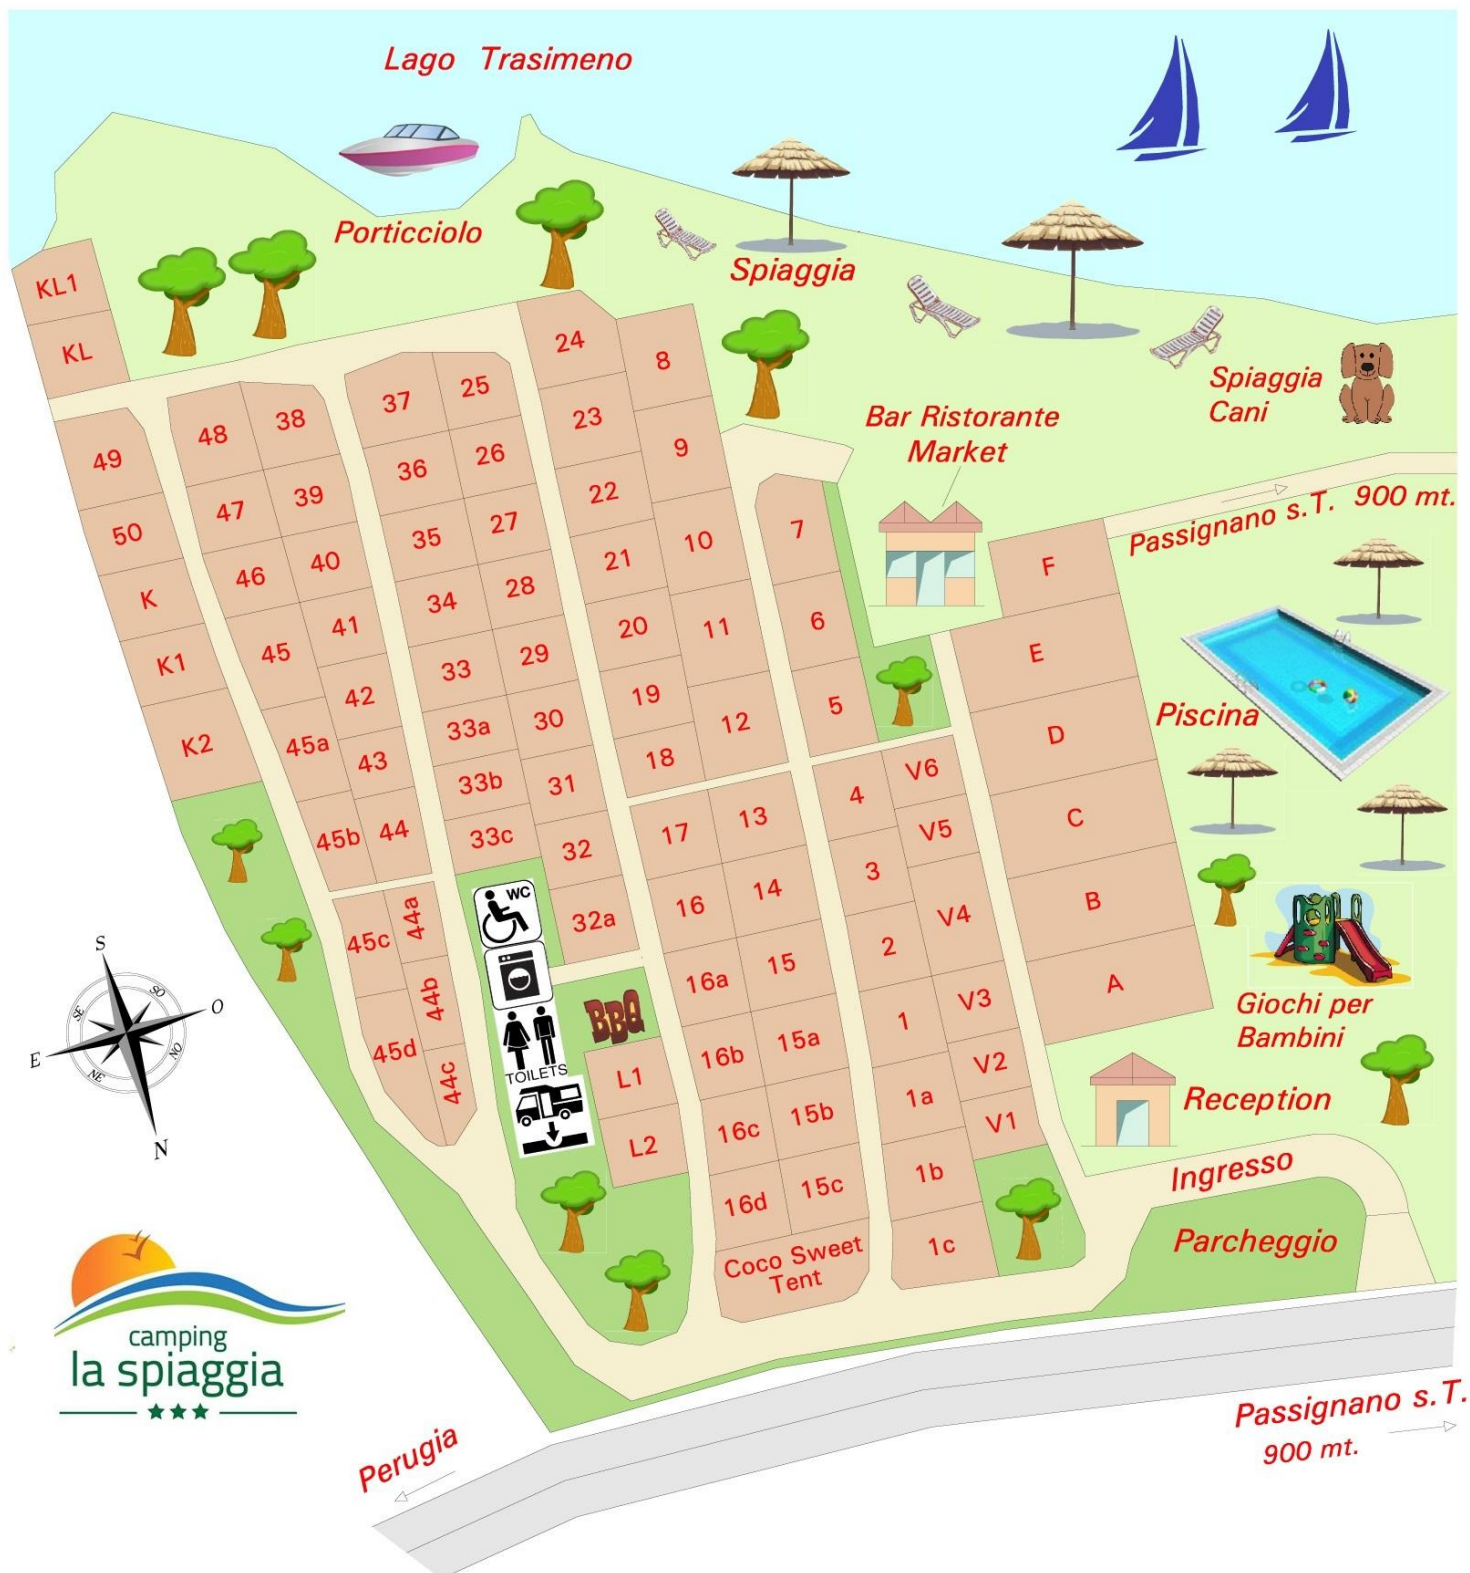 Lago Trasimeno
Porticciolo
Spiaggia
Spiaggia
Cani
Bar Ristorante
Market
Passignano s.T. 900 mt.
Piscina
Giochi per
Bambini
Reception
Ingresso
Parcheggio
KL1
KL
49
50
K
K1
K2
48
38
47
39
46
40
45
41
42
45a
43
45b
44
45c
44a
44b
45d
44c
37
25
36
26
35
27
34
28
33
29
33a
30
33b
31
33c
32
32a
24
8
23
9
22
10
21
20
11
19
12
18
7
6
5
17
13
16
14
16a
15
16b
15a
16c
15b
16d
15c
Coco Sweet
Tent
4
V6
3
V5
2
V4
1
V3
1a
V2
V1
1b
1c
F
E
D
C
B
A
WC
TOILETS
BBQ
L1
L2
S
SO
O
NO
N
NE
E
SE
camping
la spiaggia
Perugia
Passignano s.T.
900 mt.